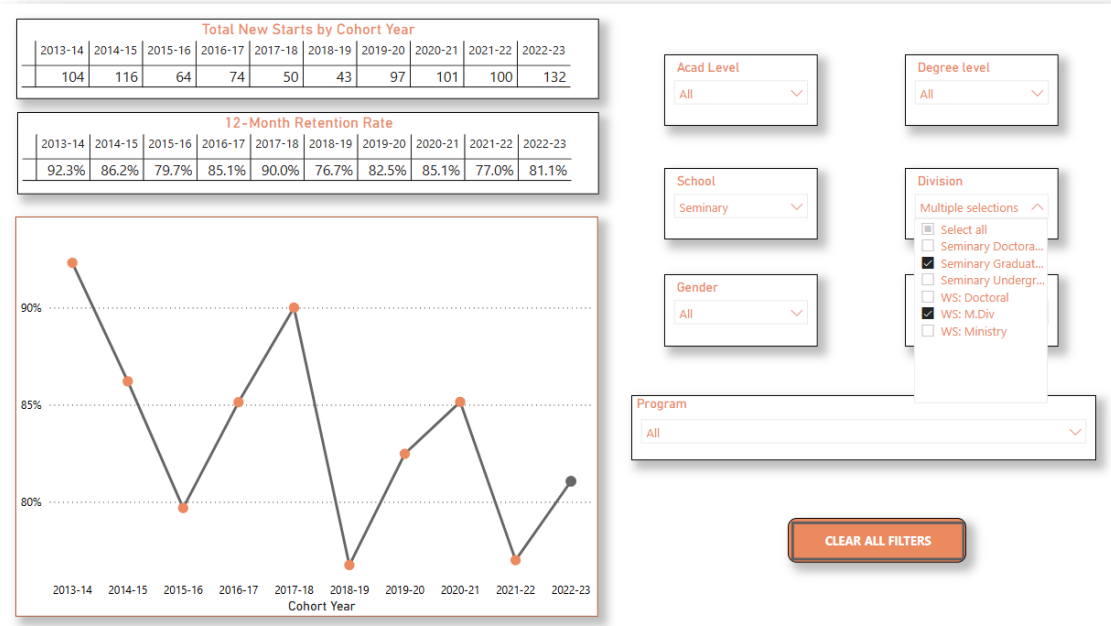 Total New Starts by Cohort Year
2013-14 2014-15 2015-16 2016-17 2017-18 2018-19 2019-20 2020-21 2021-22 2022-23
104 116 64 74 50 43 97 101 100 132
12-Month Retention Rate
2013-14 2014-15 2015-16 2016-17 2017-18 2018-19 2019-20 2020-21 2021-22 2022-23
92.3% 86.2% 79.7% 85.1% 90.0% 76.7% 82.5% 85.1% 77.0% 81.1%
90%
85%
80%
2013-14 2014-15 2015-16 2016-17 2017-18 2018-19 2019-20 2020-21 2021-22 2022-23
Cohort Year
Acad Level
All
Degree level
All
School
Seminary
Division
Multiple selections
Select all
Seminary Doctora...
Seminary Graduat...
Seminary Undergr...
WS: Doctoral
WS: M.Div
WS: Ministry
Gender
All
Program
All
CLEAR ALL FILTERS